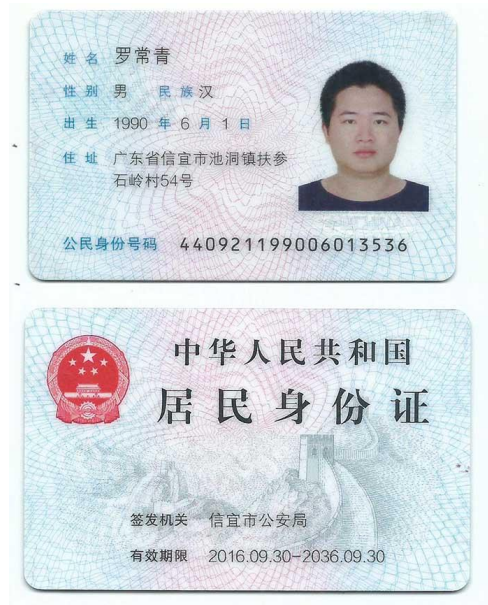 姓名 罗常青
性别 男 民族 汉
出生 1990 年 6 月 1 日
住址 广东省信宜市池洞镇扶参
石岭村54号
公民身份号码 440921199006013536
中华人民共和国
居民身份证
签发机关 信宜市公安局
有效期限 2016.09.30-2036.09.30